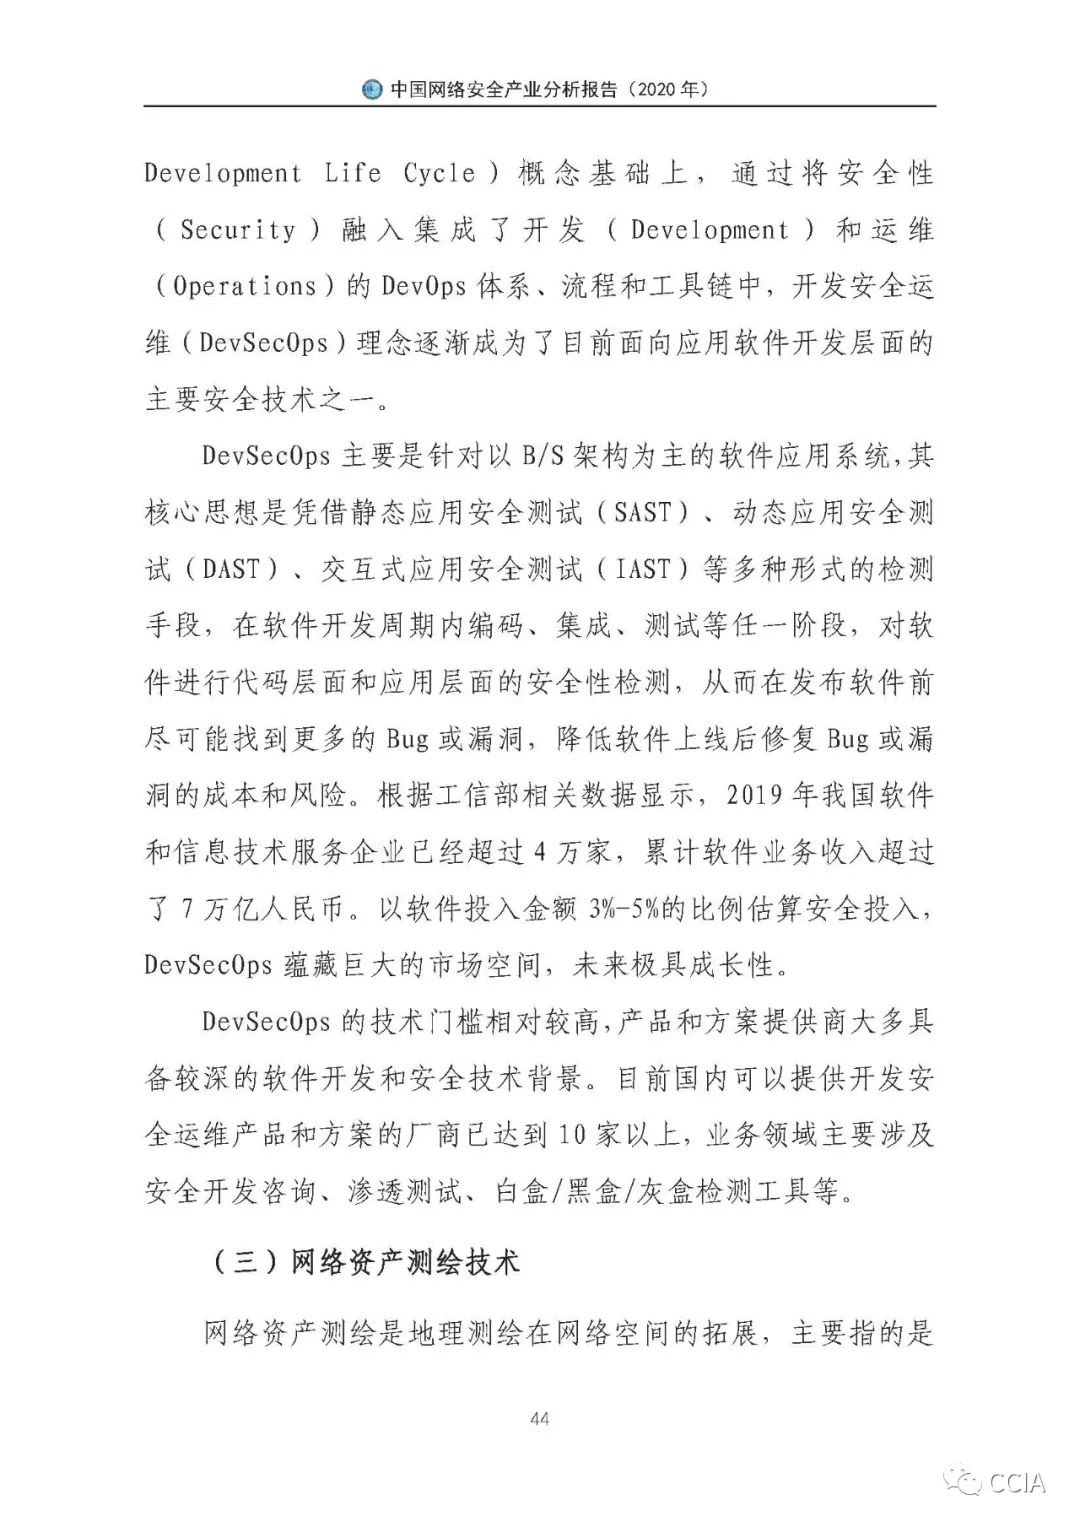 中国网络安全产业分析报告（2020 年）
Development Life Cycle）概念基础上，通过将安全性
（Security）融入集成了开发（Development）和运维
（Operations）的 DevOps 体系、流程和工具链中，开发安全运
维（DevSecOps）理念逐渐成为了目前面向应用软件开发层面的
主要安全技术之一。
DevSecOps 主要是针对以 B/S 架构为主的软件应用系统，其
核心思想是凭借静态应用安全测试（SAST）、动态应用安全测
试（DAST）、交互式应用安全测试（IAST）等多种形式的检测
手段，在软件开发周期内编码、集成、测试等任一阶段，对软
件进行代码层面和应用层面的安全性检测，从而在发布软件前
尽可能找到更多的 Bug 或漏洞，降低软件上线后修复 Bug 或漏
洞的成本和风险。根据工信部相关数据显示，2019 年我国软件
和信息技术服务企业已经超过 4 万家，累计软件业务收入超过
了 7 万亿人民币。以软件投入金额 3%-5%的比例估算安全投入，
DevSecOps 蕴藏巨大的市场空间，未来极具成长性。
DevSecOps 的技术门槛相对较高，产品和方案提供商大多具
备较深的软件开发和安全技术背景。目前国内可以提供开发安
全运维产品和方案的厂商已达到 10 家以上，业务领域主要涉及
安全开发咨询、渗透测试、白盒/黑盒/灰盒检测工具等。
（三）网络资产测绘技术
网络资产测绘是地理测绘在网络空间的拓展，主要指的是
44
CCIA